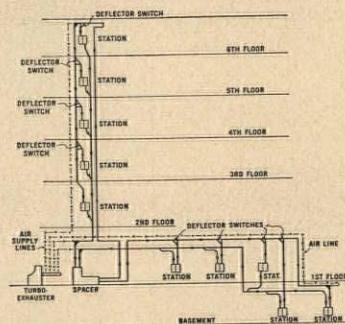 DEFLECTOR SWITCH
STATION
6TH FLOOR
DEFLECTOR
SWITCH
STATION
5TH FLOOR
DEFLECTOR
SWITCH
STATION
4TH FLOOR
DEFLECTOR
SWITCH
STATION
3RD FLOOR
STATION
2ND FLOOR
DEFLECTOR SWITCHES
AIR
SUPPLY
LINES
AIR LINE
STATION
STATION
STAT.
1ST FLOOR
TURBO-
EXHAUSTER
SPACER
BASEMENT
STATION
STATION